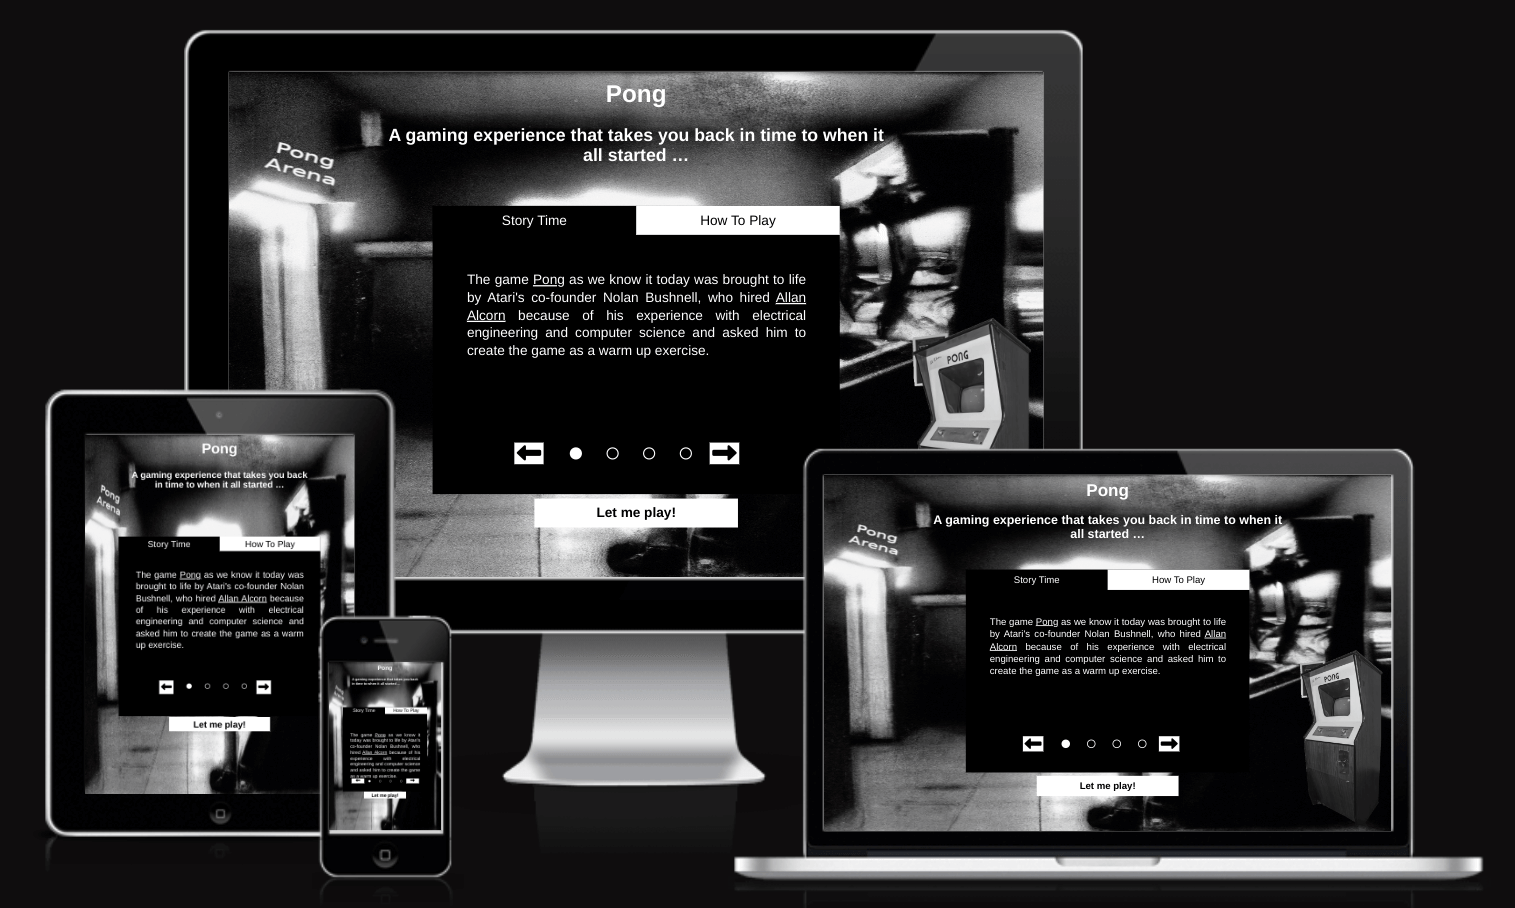 Pong
A gaming experience that takes you back in time to when it
all started ...
Pong
Arena
Story Time
How To Play
The game Pong as we know it today was brought to life
by Atari's co-founder Nolan Bushnell, who hired Allan
Alcorn because of his experience with electrical
engineering and computer science and asked him to
create the game as a warm up exercise.
PONG
Let me play!
Pong
A gaming experience that takes you back
in time to when it all started ...
Pong
Arena
Story Time
How To Play
The game Pong as we know it today was
brought to life by Atari's co-founder Nolan
Bushnell, who hired Allan Alcorn because
of his experience with electrical
engineering and computer science and
asked him to create the game as a warm
up exercise.
Let me play!
Pong
A gaming experience that takes you back
in time to when it all started ...
Story Time
How To Play
The game Pong as we know it
today was brought to life by Atari's
co-founder Nolan Bushnell, who
hired Allan Alcorn because of his
experience with electrical
engineering and computer science
and asked him to create the game
as a warm up exercise.
Let me play!
Pong
A gaming experience that takes you back in time to when it
all started ...
Pong
Arena
Story Time
How To Play
The game Pong as we know it today was brought to life
by Atari's co-founder Nolan Bushnell, who hired Allan
Alcorn because of his experience with electrical
engineering and computer science and asked him to
create the game as a warm up exercise.
PONG
Let me play!